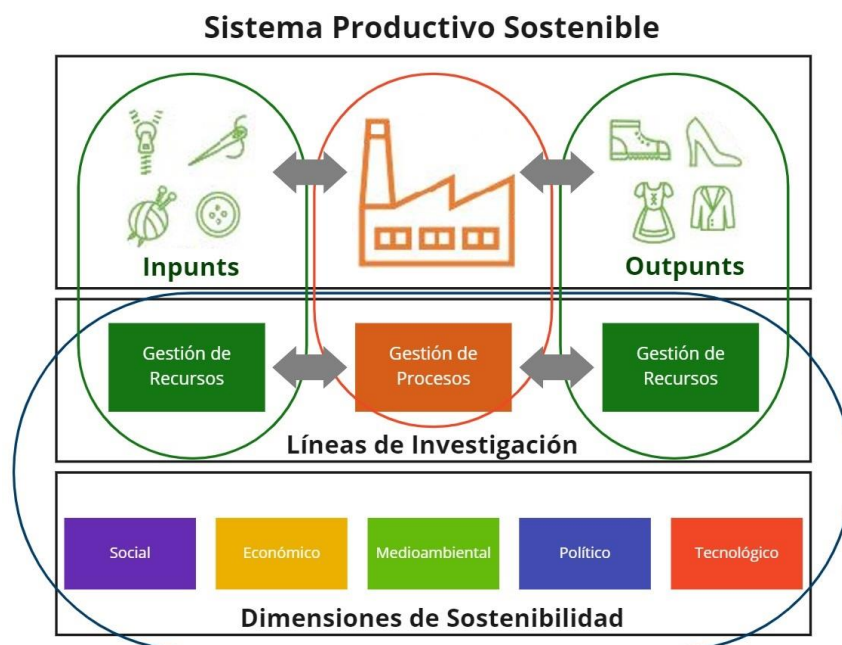 Sistema Productivo Sostenible
Inpunts
Outpunts
Gestión de
Recursos
Gestión de
Procesos
Gestión de
Recursos
Líneas de Investigación
Social
Económico
Medioambiental
Político
Tecnológico
Dimensiones de Sostenibilidad